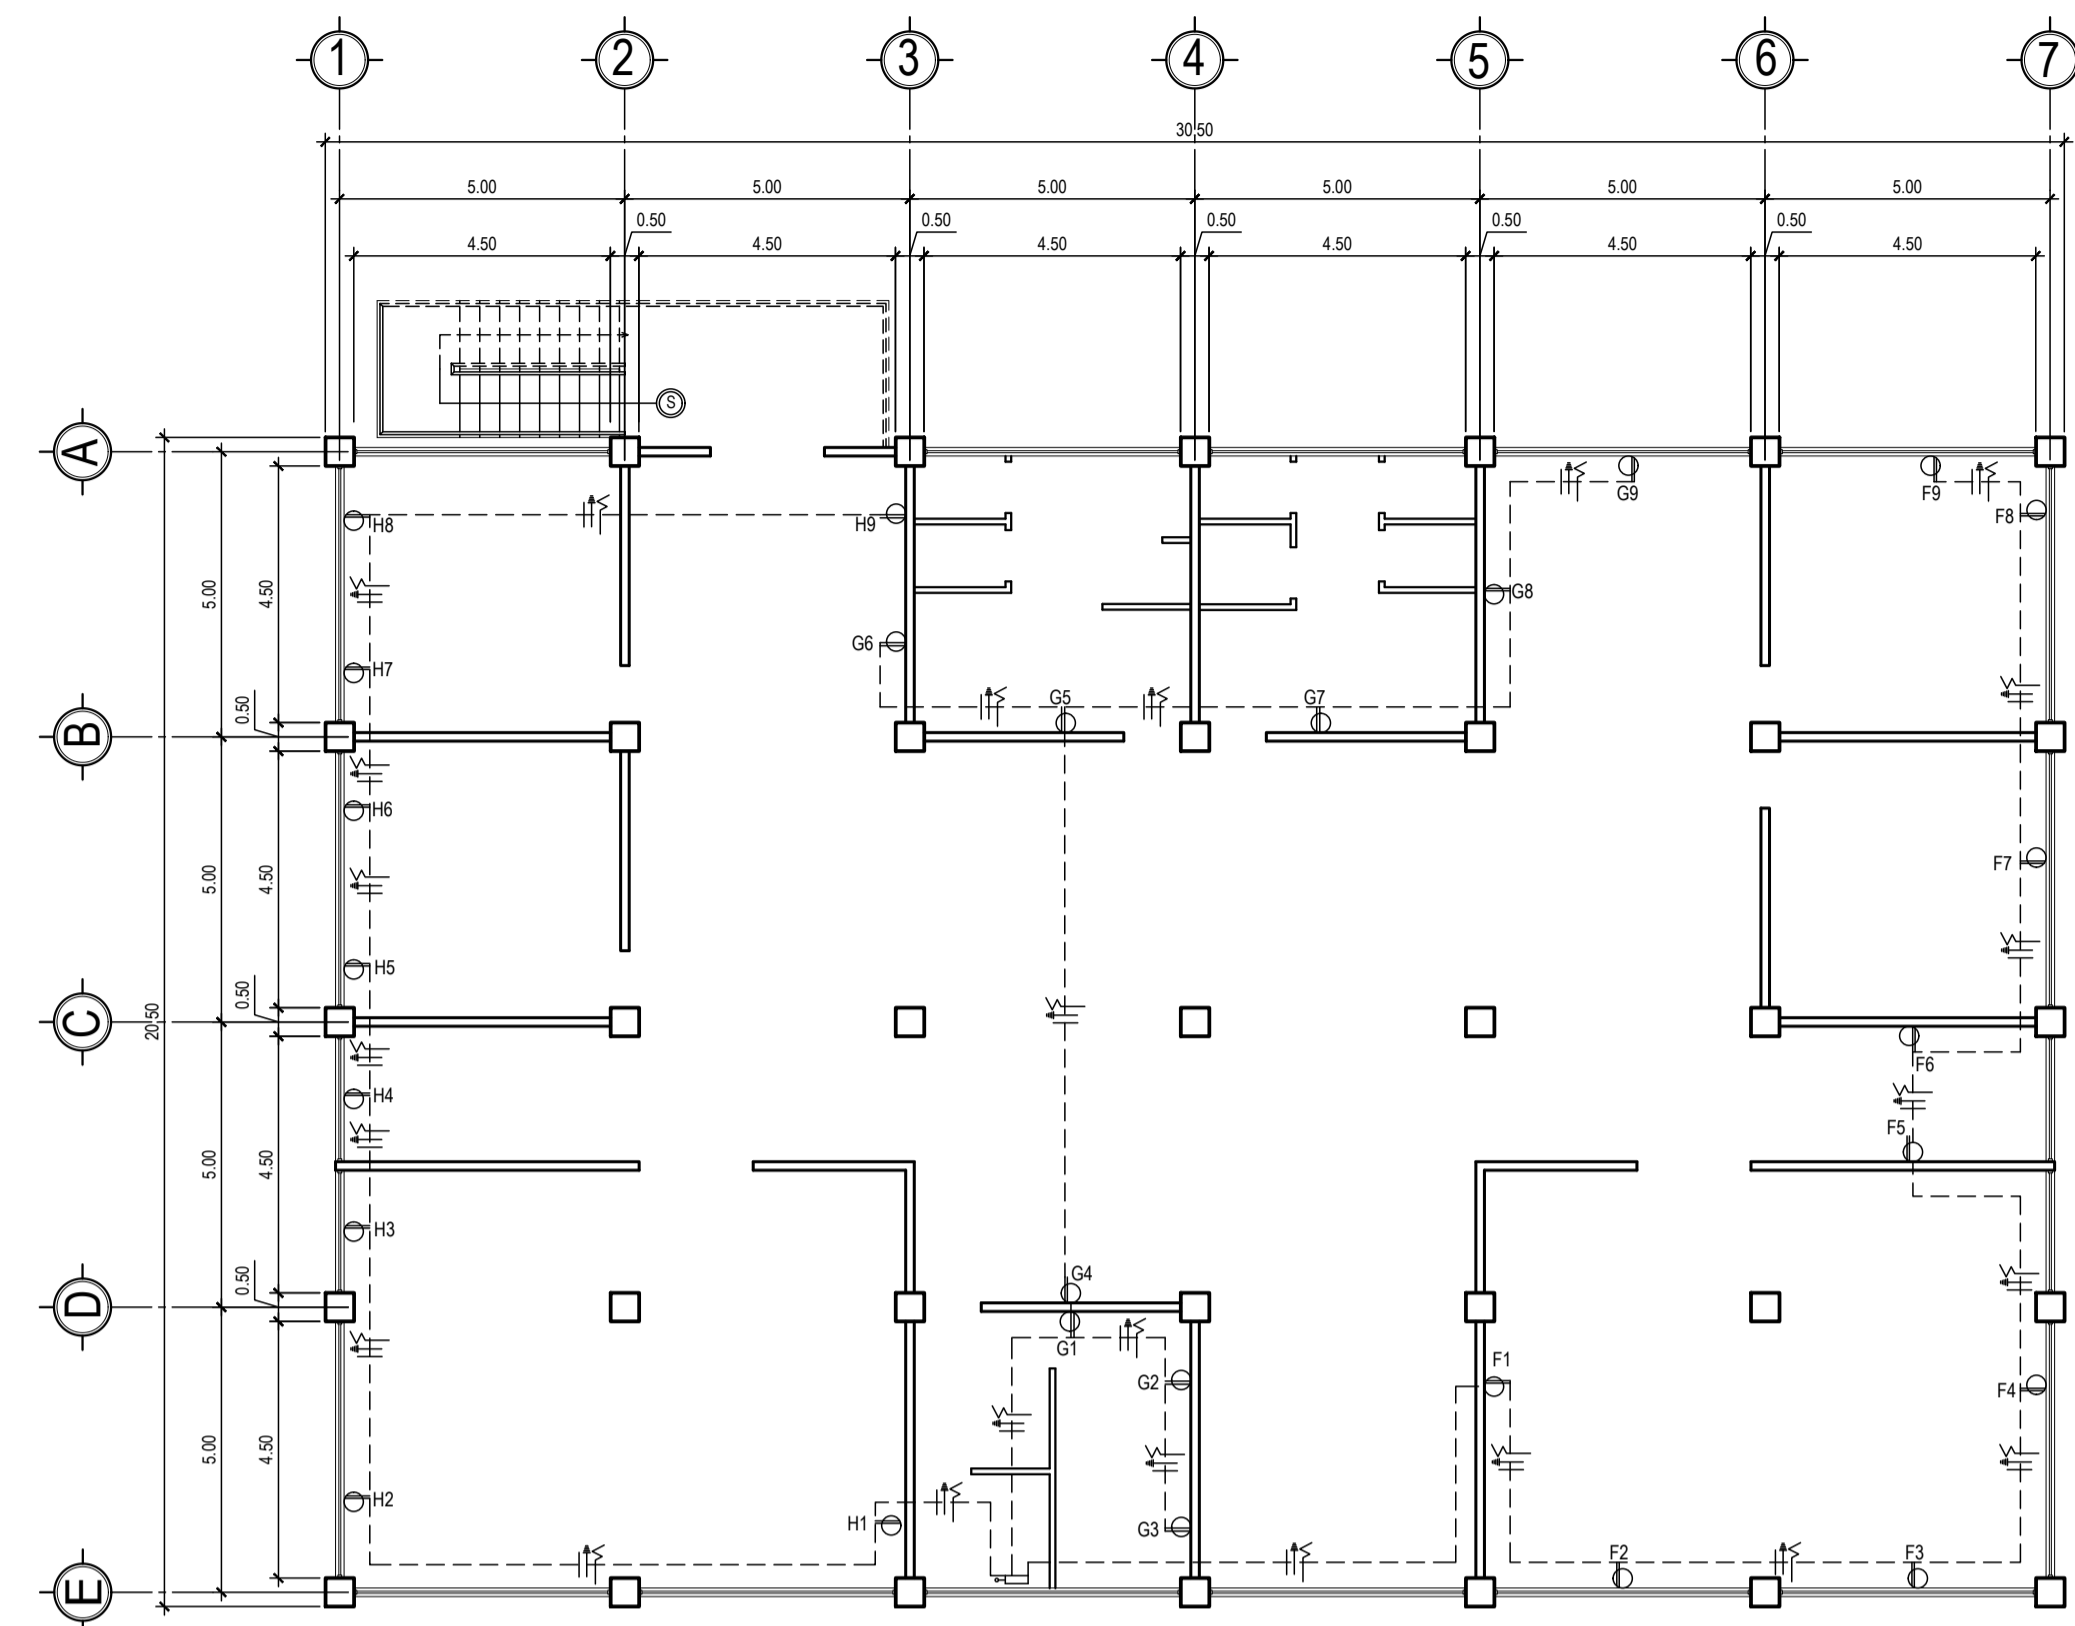 1 2 3 4 5 6 7
30.50
5.00 5.00 5.00 5.00 5.00 5.00
0.50 0.50 0.50 0.50 0.50
4.50 4.50 4.50 4.50 4.50 4.50
S
A
G9 F9
H8 H9 F8
5.00 4.50 G8
G6
H7
0.50 G5 G7
B
H6
F7
5.00 4.50
H5
0.50
C
20.50
F6
H4
F5
5.00 4.50
H3
0.50 G4
D
G1 F1
G2 F4
5.00 4.50
H2
H1 G3
F2 F3
E